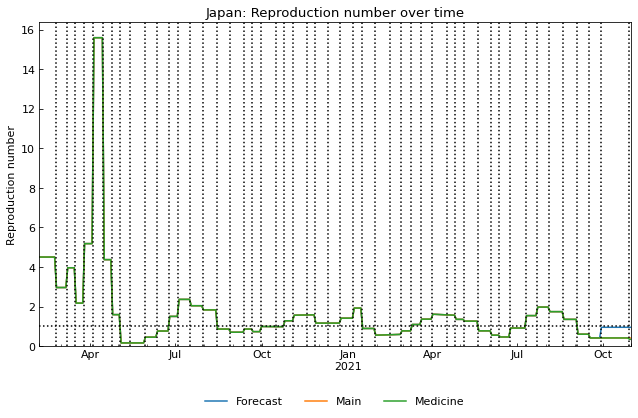 Japan: Reproduction number over time
Reproduction number
16
14
12
10
8
6
4
2
0
Apr Jul Oct Jan Apr Jul Oct
2021
Forecast Main Medicine